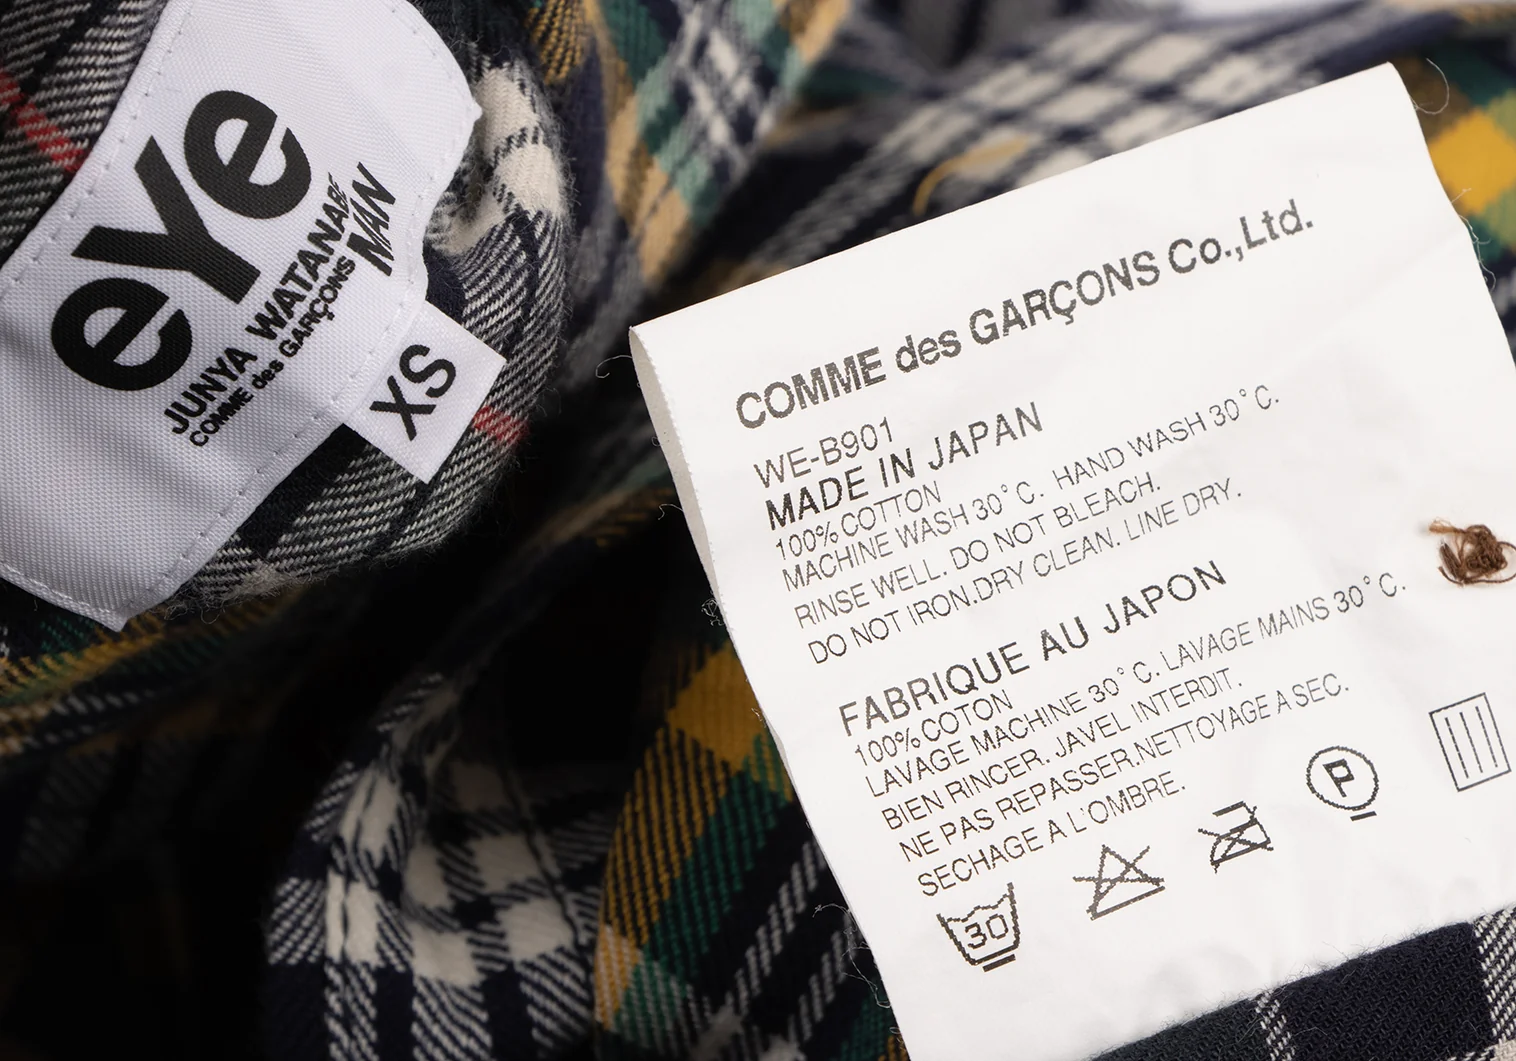 eYe
JUNYA WATANABE
COMME des GARÇONS
MAN
XS
COMME des GARÇONS Co.,Ltd.
WE-B901
MADE IN JAPAN
100% COTTON
MACHINE WASH 30°C. HAND WASH 30°C.
RINSE WELL. DO NOT BLEACH.
DO NOT IRON.DRY CLEAN. LINE DRY.
FABRIQUE AU JAPON
100% COTON
LAVAGE MACHINE 30°C. LAVAGE MAINS 30°C.
BIEN RINCER. JAVEL INTERDIT.
NE PAS REPASSER.NETTOYAGE A SEC.
SECHAGE A L'OMBRE.
30
P